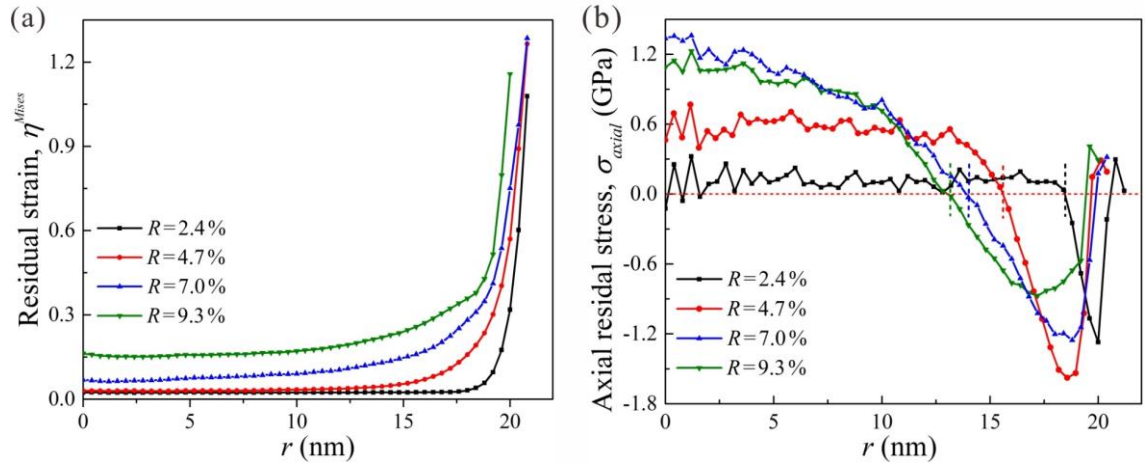 (a)
Residual strain, η^Mises
1.2
0.9
0.6
0.3
0.0
R=2.4%
R=4.7%
R=7.0%
R=9.3%
0 5 10 15 20
r (nm)
(b)
Axial residal stress, σ_axial (GPa)
1.2
0.6
0.0
-0.6
-1.2
-1.8
R=2.4%
R=4.7%
R=7.0%
R=9.3%
0 5 10 15 20
r (nm)